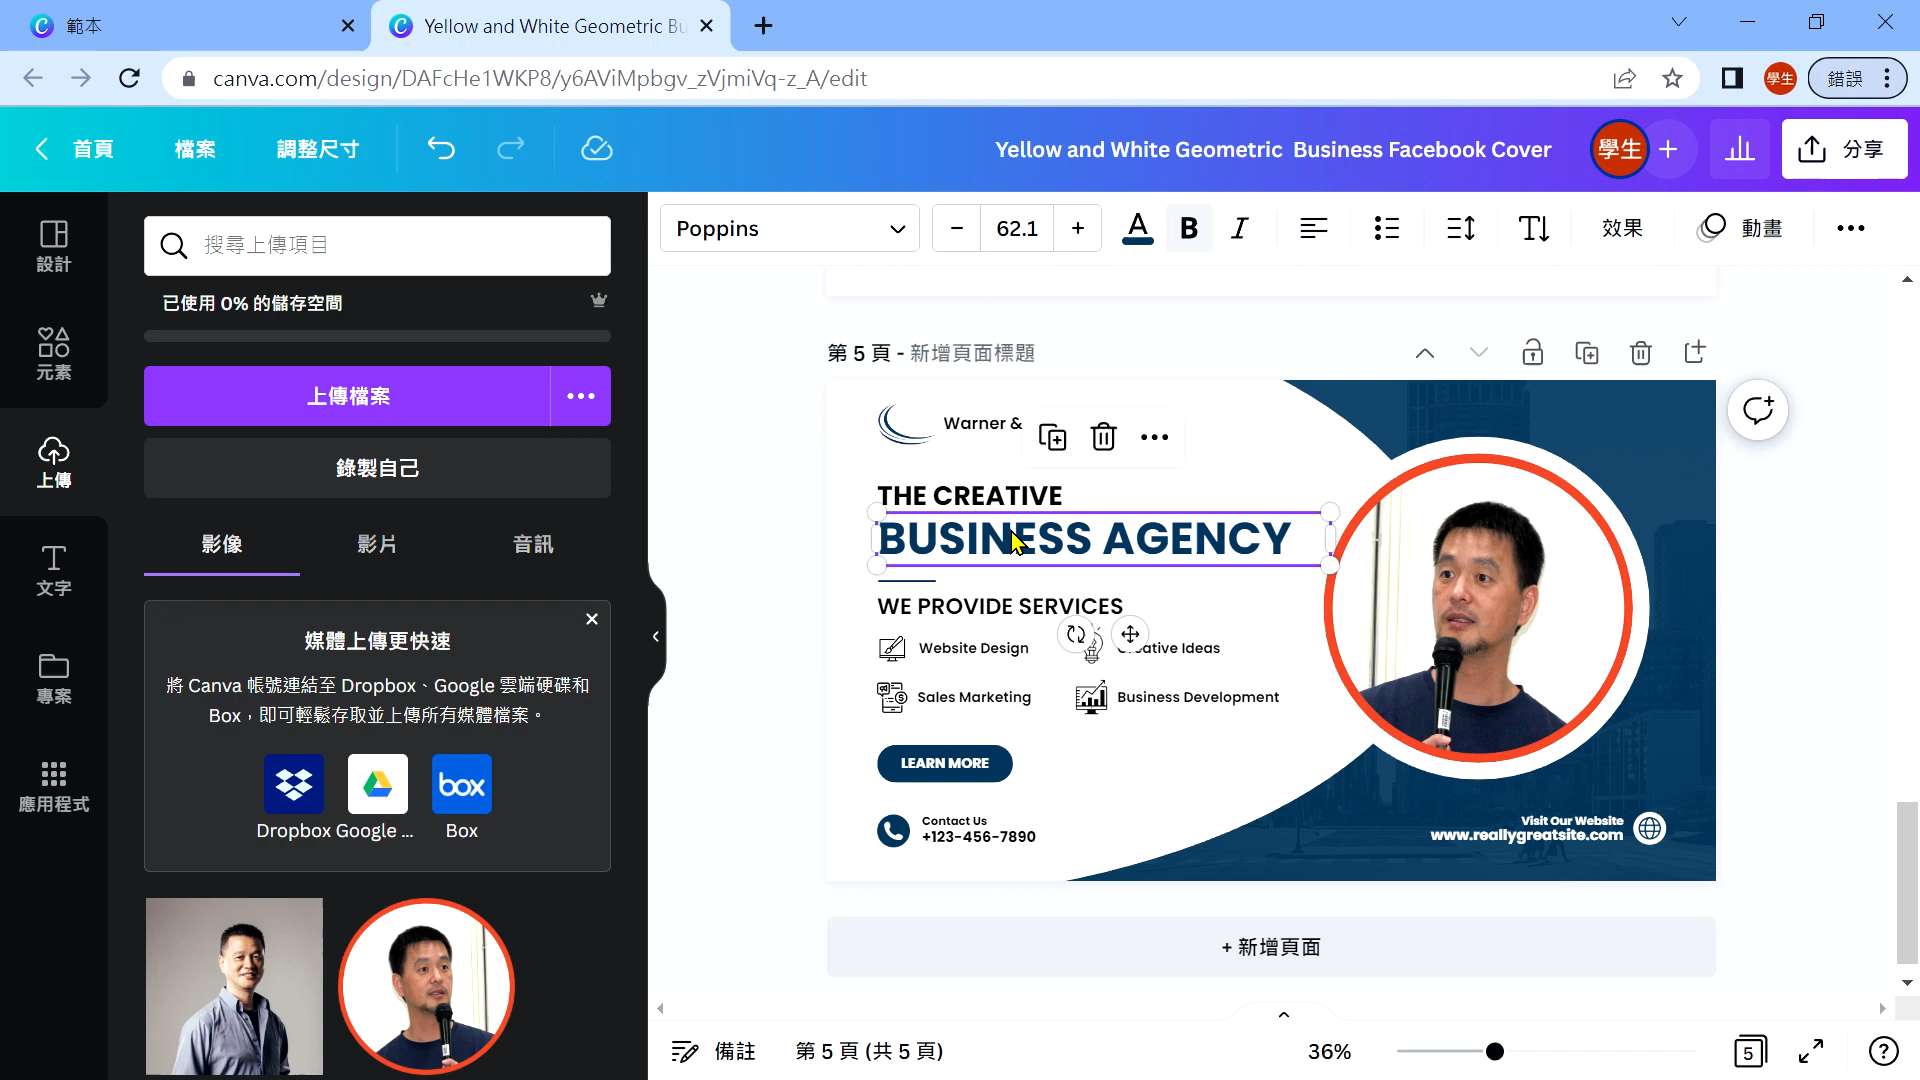 範本
Yellow and White Geometric Bu
canva.com/design/DAFcHe1WKP8/y6AViMpbgv_zVjmiVq-z_A/edit
學生
錯誤
首頁
檔案
調整尺寸
Yellow and White Geometric Business Facebook Cover
學生
分享
設計
元素
上傳
文字
專案
應用程式
搜尋上傳項目
已使用 0% 的儲存空間
上傳檔案
錄製自己
影像
影片
音訊
媒體上傳更快速
將 Canva 帳號連結至 Dropbox、Google 雲端硬碟和
Box，即可輕鬆存取並上傳所有媒體檔案。
box
Dropbox
Google ...
Box
Poppins
62.1
A
B
I
效果
動畫
第 5 頁 - 新增頁面標題
Warner &
THE CREATIVE
BUSINESS AGENCY
WE PROVIDE SERVICES
Website Design
Sales Marketing
Business Development
LEARN MORE
Contact Us
+123-456-7890
Visit Our Website
www.reallygreatsite.com
+ 新增頁面
備註
第 5 頁 (共 5 頁)
36%
5
?